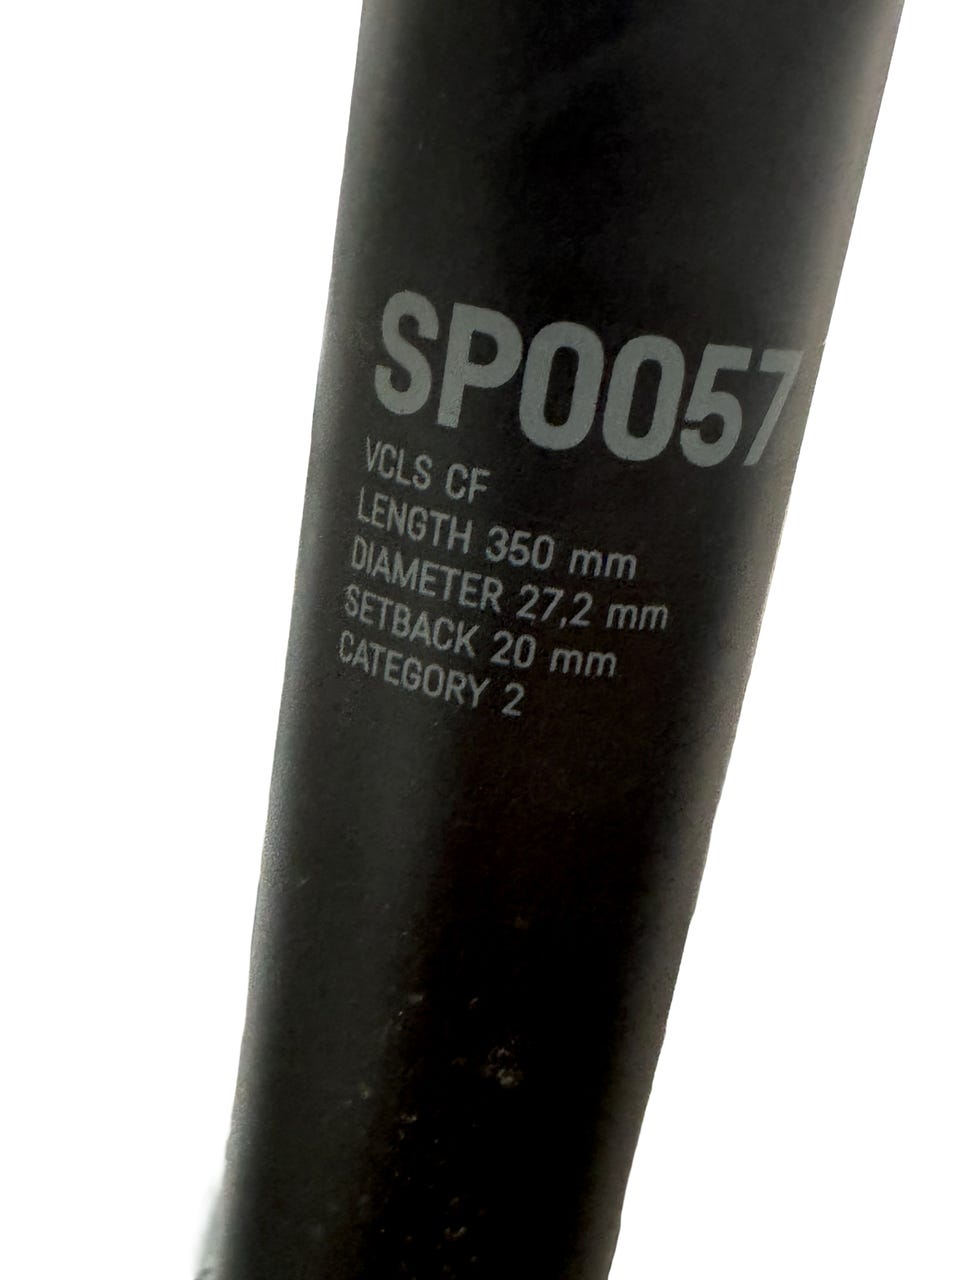 SP0057
VCLS CF
LENGTH 350 mm
DIAMETER 27,2 mm
SETBACK 20 mm
CATEGORY 2